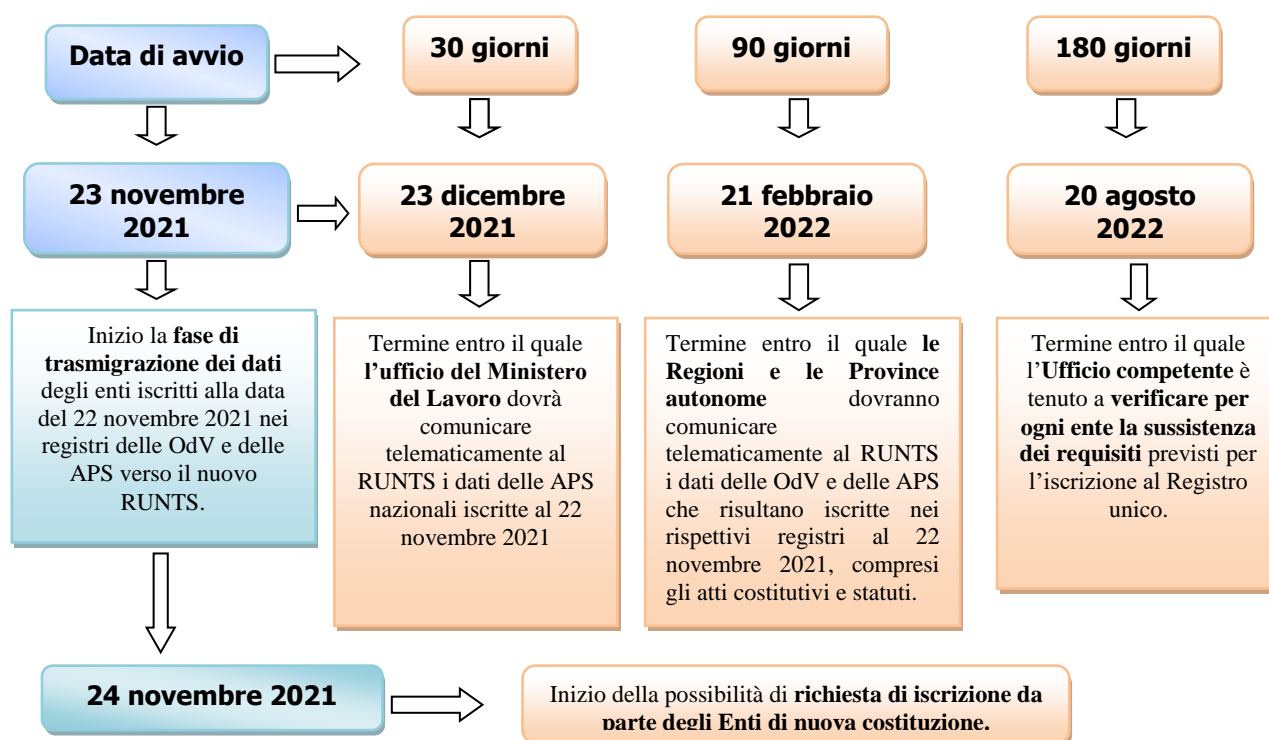 Data di avvio
30 giorni
90 giorni
180 giorni
23 novembre
2021
23 dicembre
2021
21 febbraio
2022
20 agosto
2022
Inizio la fase di
trasmigrazione dei dati
degli enti iscritti alla data
del 22 novembre 2021 nei
registri delle OdV e delle
APS verso il nuovo
RUNTS.
Termine entro il quale
l’ufficio del Ministero
del Lavoro dovrà
comunicare
telematicamente al
RUNTS i dati delle APS
nazionali iscritte al 22
novembre 2021
Termine entro il quale le
Regioni e le Province
autonome dovranno
comunicare
telematicamente al RUNTS
i dati delle OdV e delle APS
che risultano iscritte nei
rispettivi registri al 22
novembre 2021, compresi
gli atti costitutivi e statuti.
Termine entro il quale
l’Ufficio competente è
tenuto a verificare per
ogni ente la sussistenza
dei requisiti previsti per
l’iscrizione al Registro
unico.
24 novembre 2021
Inizio della possibilità di richiesta di iscrizione da
parte degli Enti di nuova costituzione.